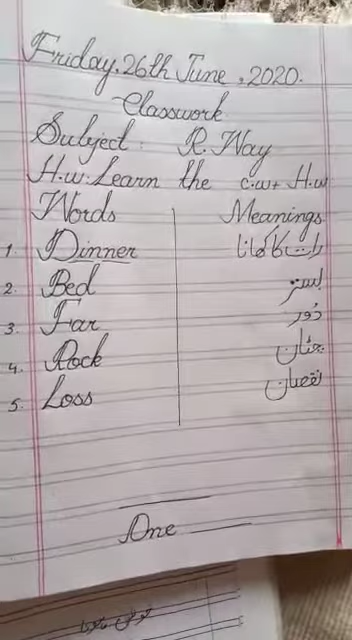 Friday, 26th June, 2020.
Classwork
Subject: R. Way
H.w: Learn the c.w + H.w
Words Meanings
1. Dinner رات کا کھانا
2. Bed بستر
3. Far دُور
4. Rock چٹان
5. Loss نقصان
One